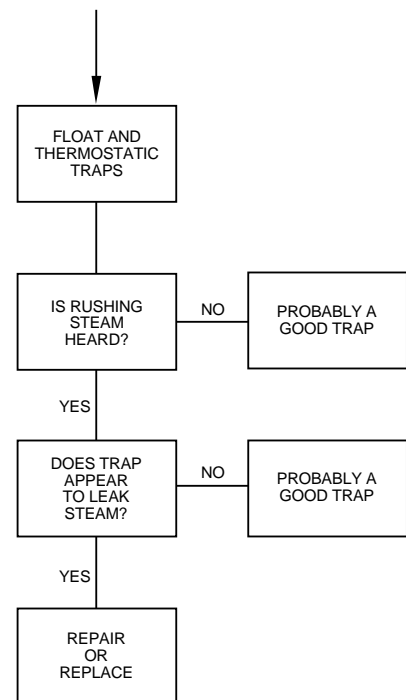 FLOAT AND
THERMOSTATIC
TRAPS
IS RUSHING
STEAM
HEARD?
NO
PROBABLY A
GOOD TRAP
YES
DOES TRAP
APPEAR
TO LEAK
STEAM?
NO
PROBABLY A
GOOD TRAP
YES
REPAIR
OR
REPLACE